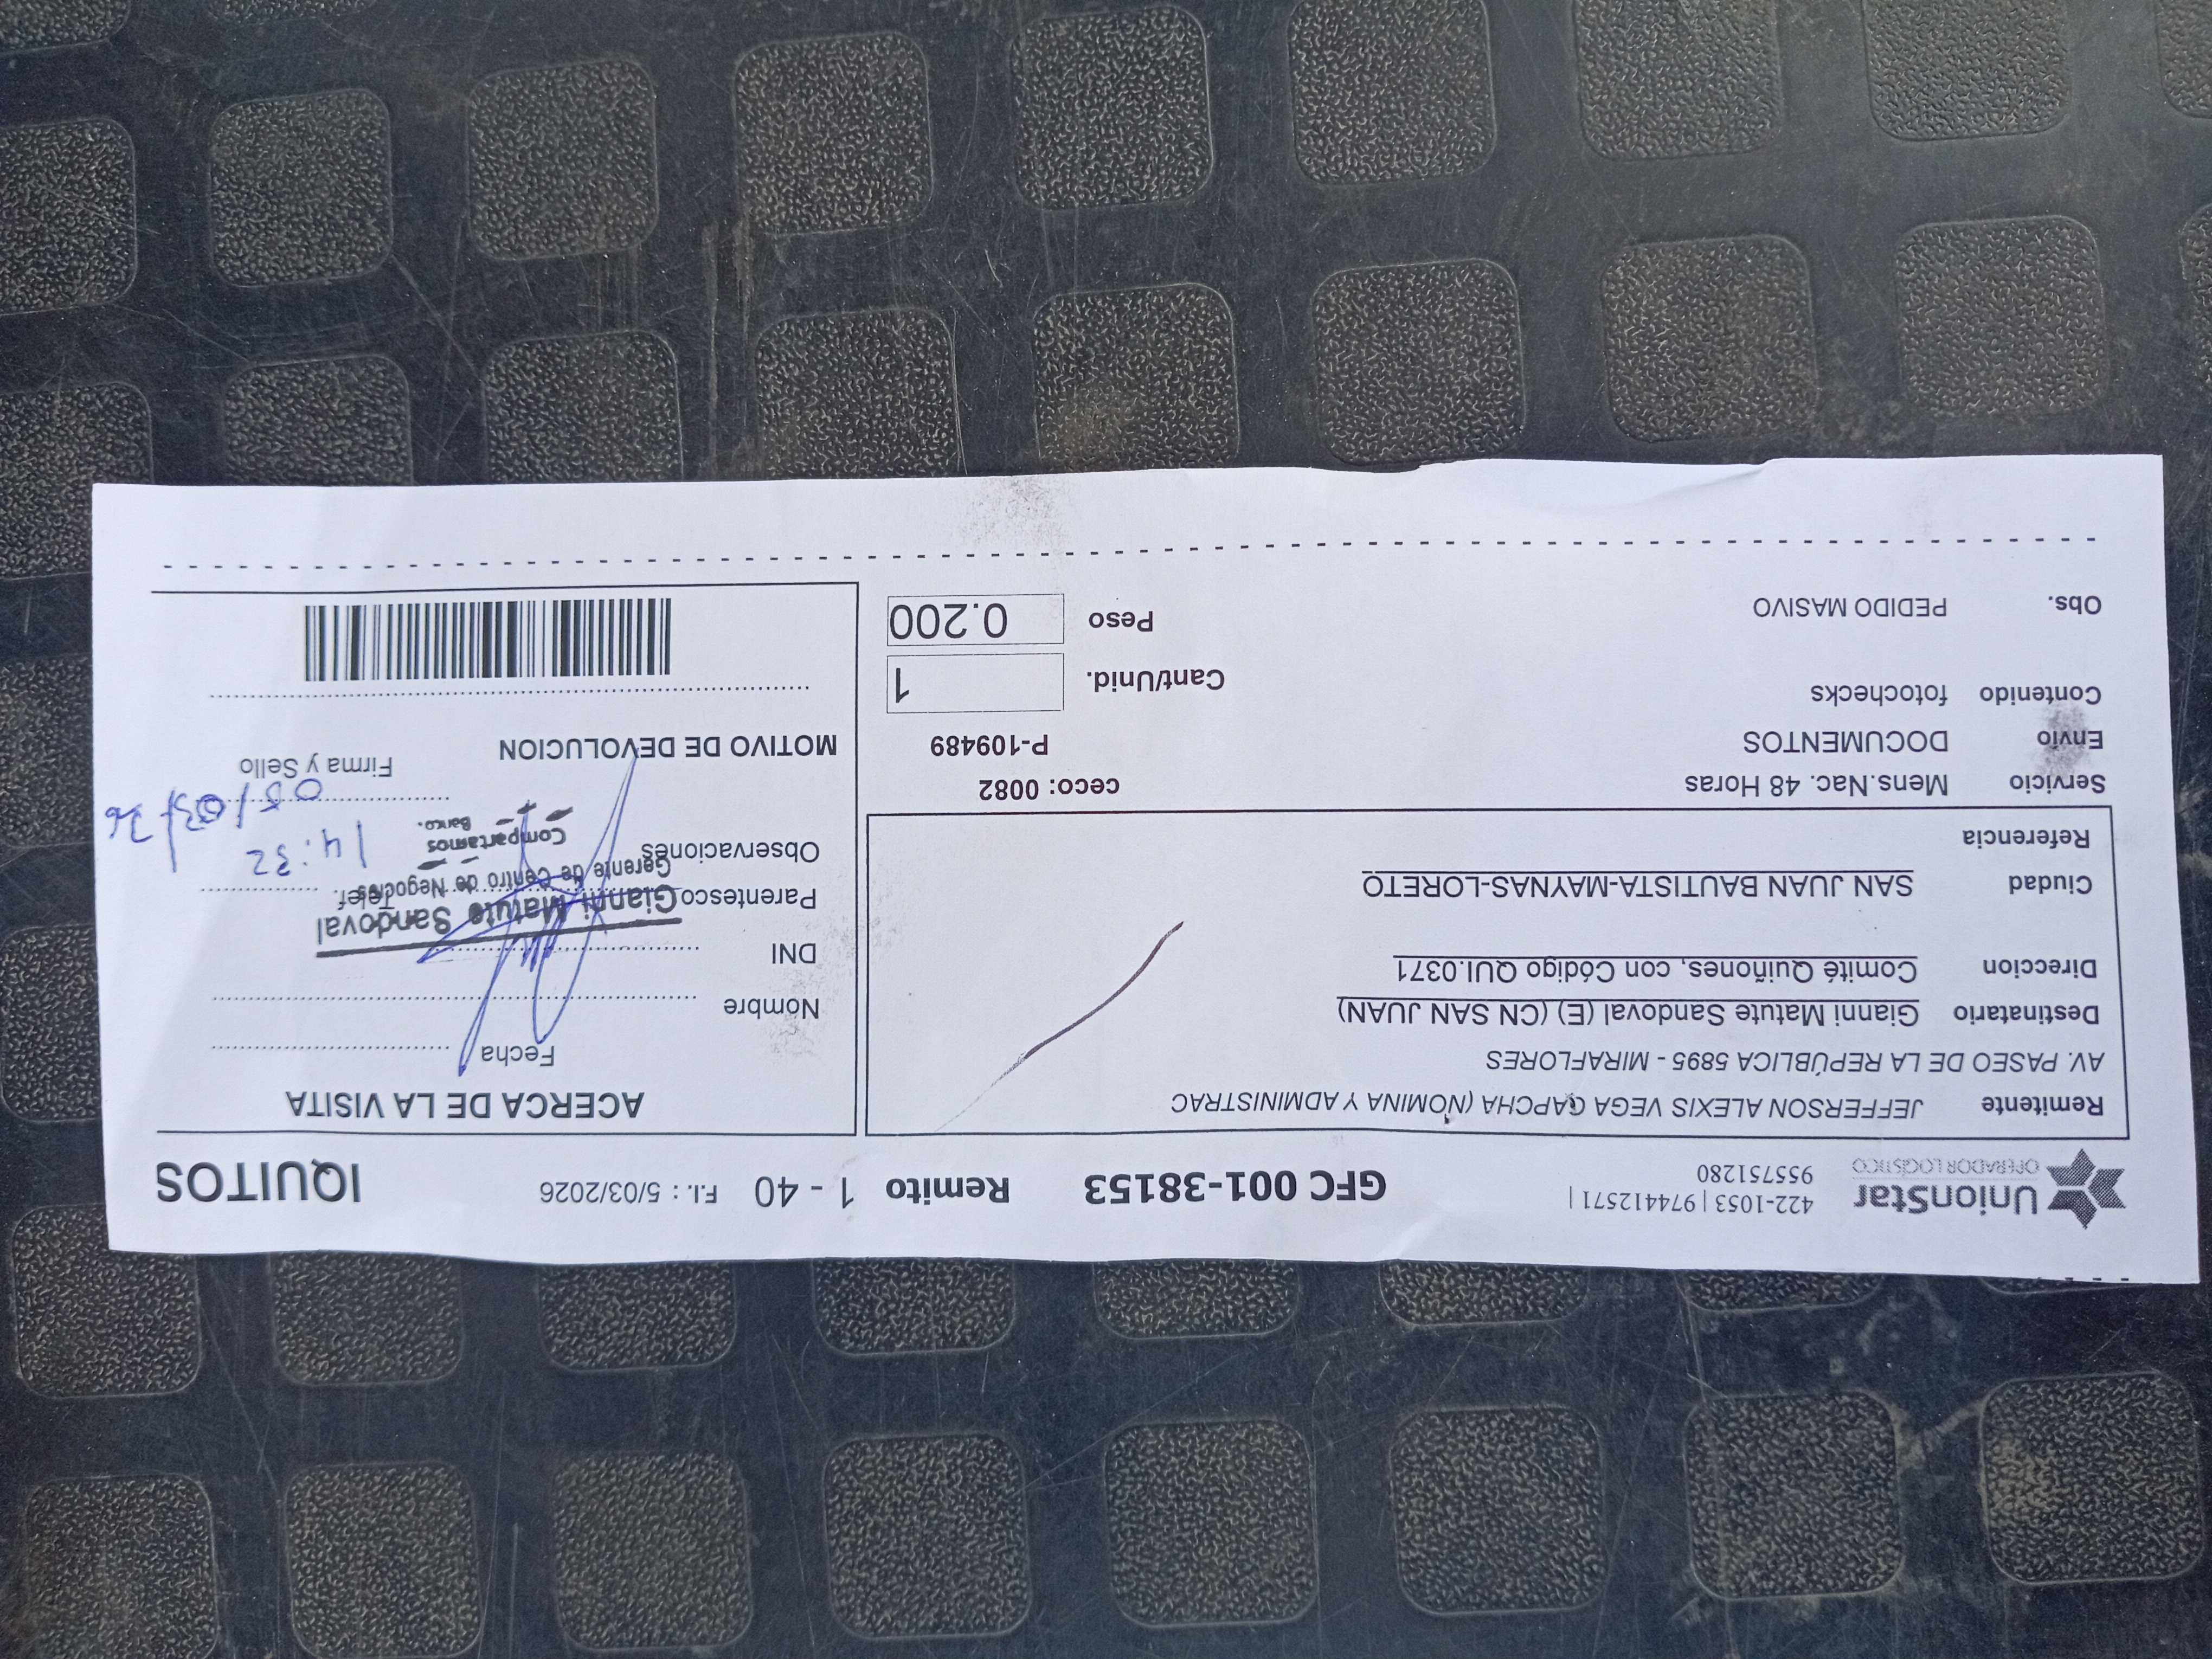 UnionStar
OPERADOR LOGISTICO
422-1053 | 974412571 |
955751280
GFC 001-38153
Remito 1 - 40 F.I. : 5/03/2026
IQUITOS
Remitente JEFFERSON ALEXIS VEGA CAPCHA (NOMINA Y ADMINISTRAC
AV. PASEO DE LA REPÚBLICA 5895 - MIRAFLORES
Destinatario Gianni Matute Sandoval (E) (CN SAN JUAN)
Direccion Comité Quiñones, con Código QUI.0371
Ciudad SAN JUAN BAUTISTA-MAYNAS-LORETO
Referencia
Servicio Mens.Nac. 48 Horas
ceco: 0082
Envio DOCUMENTOS
P-109489
Contenido fotochecks
Cant/Unid. 1
Obs. PEDIDO MASIVO
Peso 0.200
ACERCA DE LA VISITA
Fecha
Nombre
DNI
Parentesco
Telef.
Observaciones
Gianni Matute Sandoval
Gerente de Centro de Negocios
Compartamos
Banco.
14:32
05/03/26
Firma y Sello
MOTIVO DE DEVOLUCION